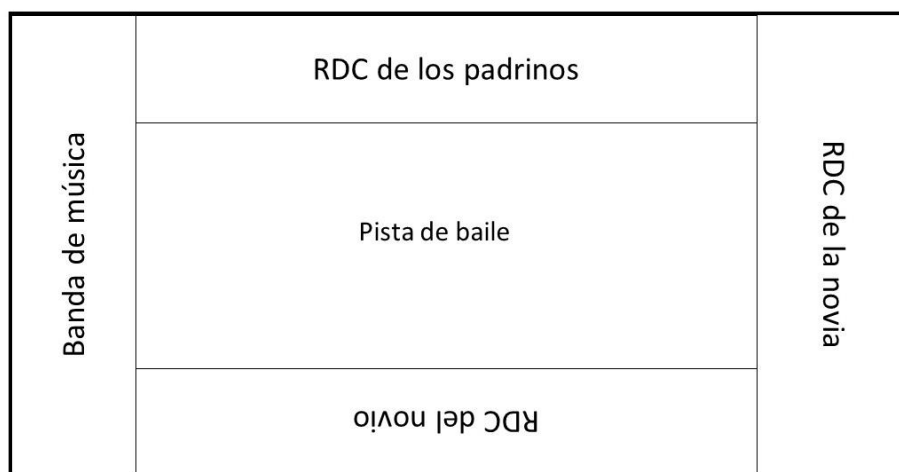 RDC de los padrinos
Banda de música
Pista de baile
RDC de la novia
RDC del novio